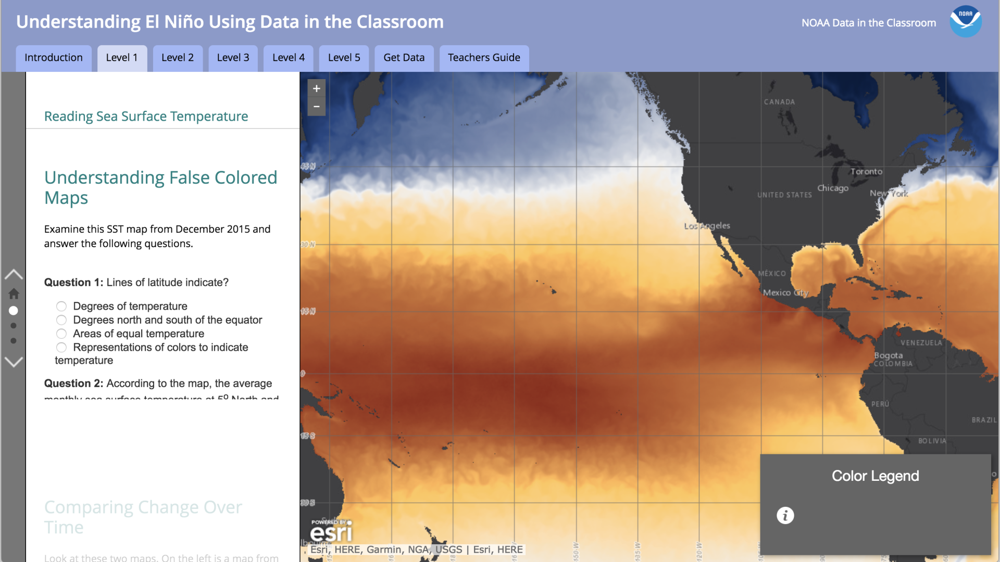 Understanding El Niño Using Data in the Classroom
NOAA Data in the Classroom
NOAA
Introduction
Level 1
Level 2
Level 3
Level 4
Level 5
Get Data
Teachers Guide
Reading Sea Surface Temperature
Understanding False Colored
Maps
Examine this SST map from December 2015 and
answer the following questions.
Question 1: Lines of latitude indicate?
Degrees of temperature
Degrees north and south of the equator
Areas of equal temperature
Representations of colors to indicate
temperature
Question 2: According to the map, the average
monthly sea surface temperature at 5º North and
Comparing Change Over
Time
Look at these two maps. On the left is a map from
+
−
CANADA
45 N
Toronto
Chicago
UNITED STATES
New York
Los Angeles
30 N
MÉXICO
Mexico City
15 N
VENEZUELA
Bogota
COLOMBIA
0
PERÚ
BRAZIL
15 S
BOLIVIA
30 S
Color Legend
i
POWERED BY
esri
Esri, HERE, Garmin, NGA, USGS | Esri, HERE
150 W
135 W
120 W
90
75
60